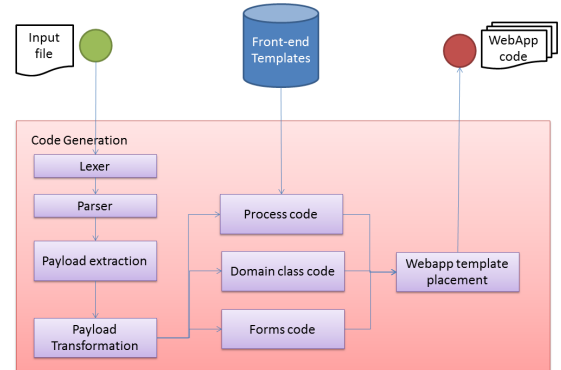 Input
file
Front-end
Templates
WebApp
code
Code Generation
Lexer
Parser
Payload extraction
Payload
Transformation
Process code
Domain class code
Forms code
Webapp template
placement